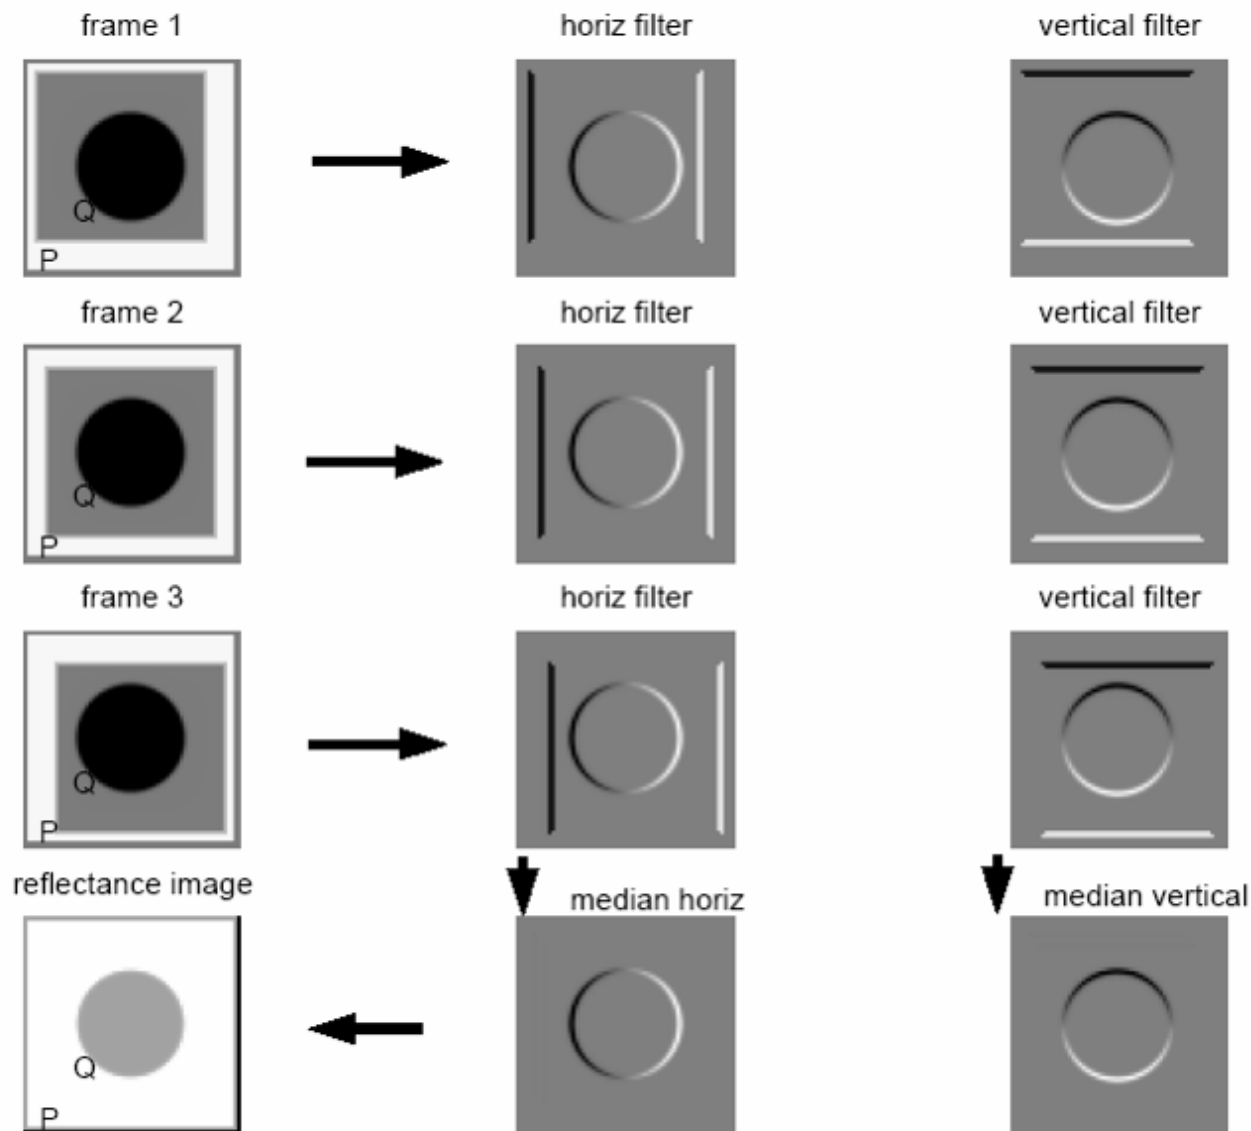 frame 1 horiz filter vertical filter
Q
P
frame 2 horiz filter vertical filter
Q
P
frame 3 horiz filter vertical filter
Q
P
reflectance image median horiz median vertical
Q
P